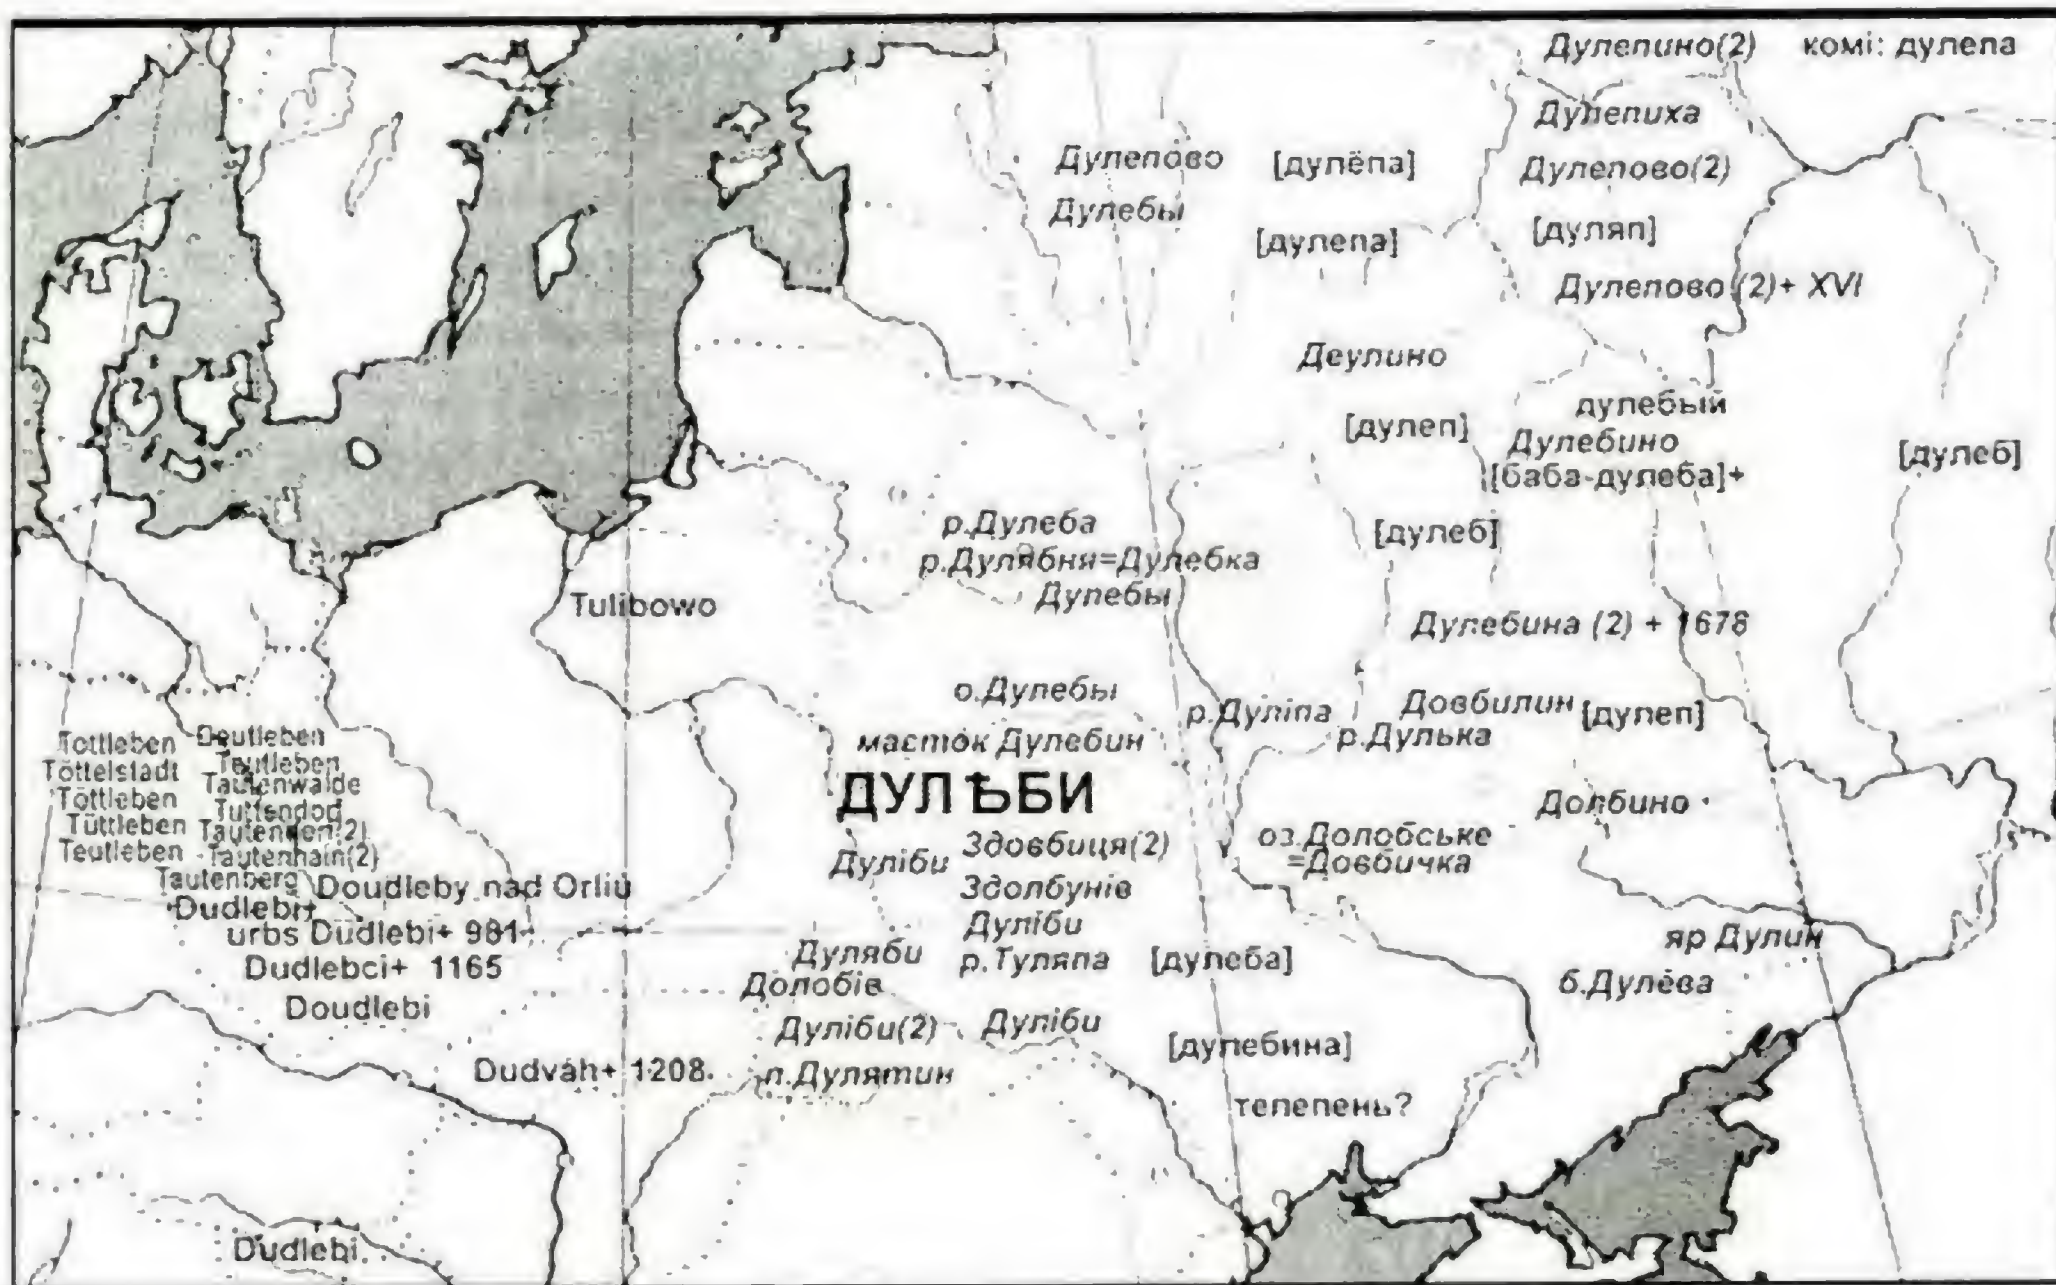 Дулепино(2) комі: дулепа
Дулепиха
Дулепово [дулёпа] Дулепово(2)
Дулебы
[дулепа] [дуляп]
Дулепово (2)+ XVI
Деулино
дулебый
[дулеп] Дулебино
[баба-дулеба]+ [дулеб]
р.Дулеба
[дулеб]
р.Дулябня=Дулебка
Дулебы
Tulibowo
Дулебина (2) + 1678
о.Дулебы
р.Дуліпа Довбилин [дулеп]
маєток Дулебин р.Дулька
Tottleben Deutleben
Töttelstadt Teutleben
Tautenwalde
Töttleben Tuttendod
Tüttleben
Teutleben Tautenhain(2)
Tautenberg
ДУЛѢБИ
Долбино
Здовбиця(2) оз.Долобське
Дуліби =Довбичка
Здолбунів
Doudleby nad Orliú
Dudlebi+
urbs Dudlebi+ 981
Дуліби
Dudlebci+ 1165
Дуляби р.Туляпа [дулеба]
яр Дулин
Долобів б.Дулёва
Doudlebi
Дуліби(2) Дуліби
[дулебина]
Dudváh+ 1208 п.Дулятин
телепень?
Dudlebi